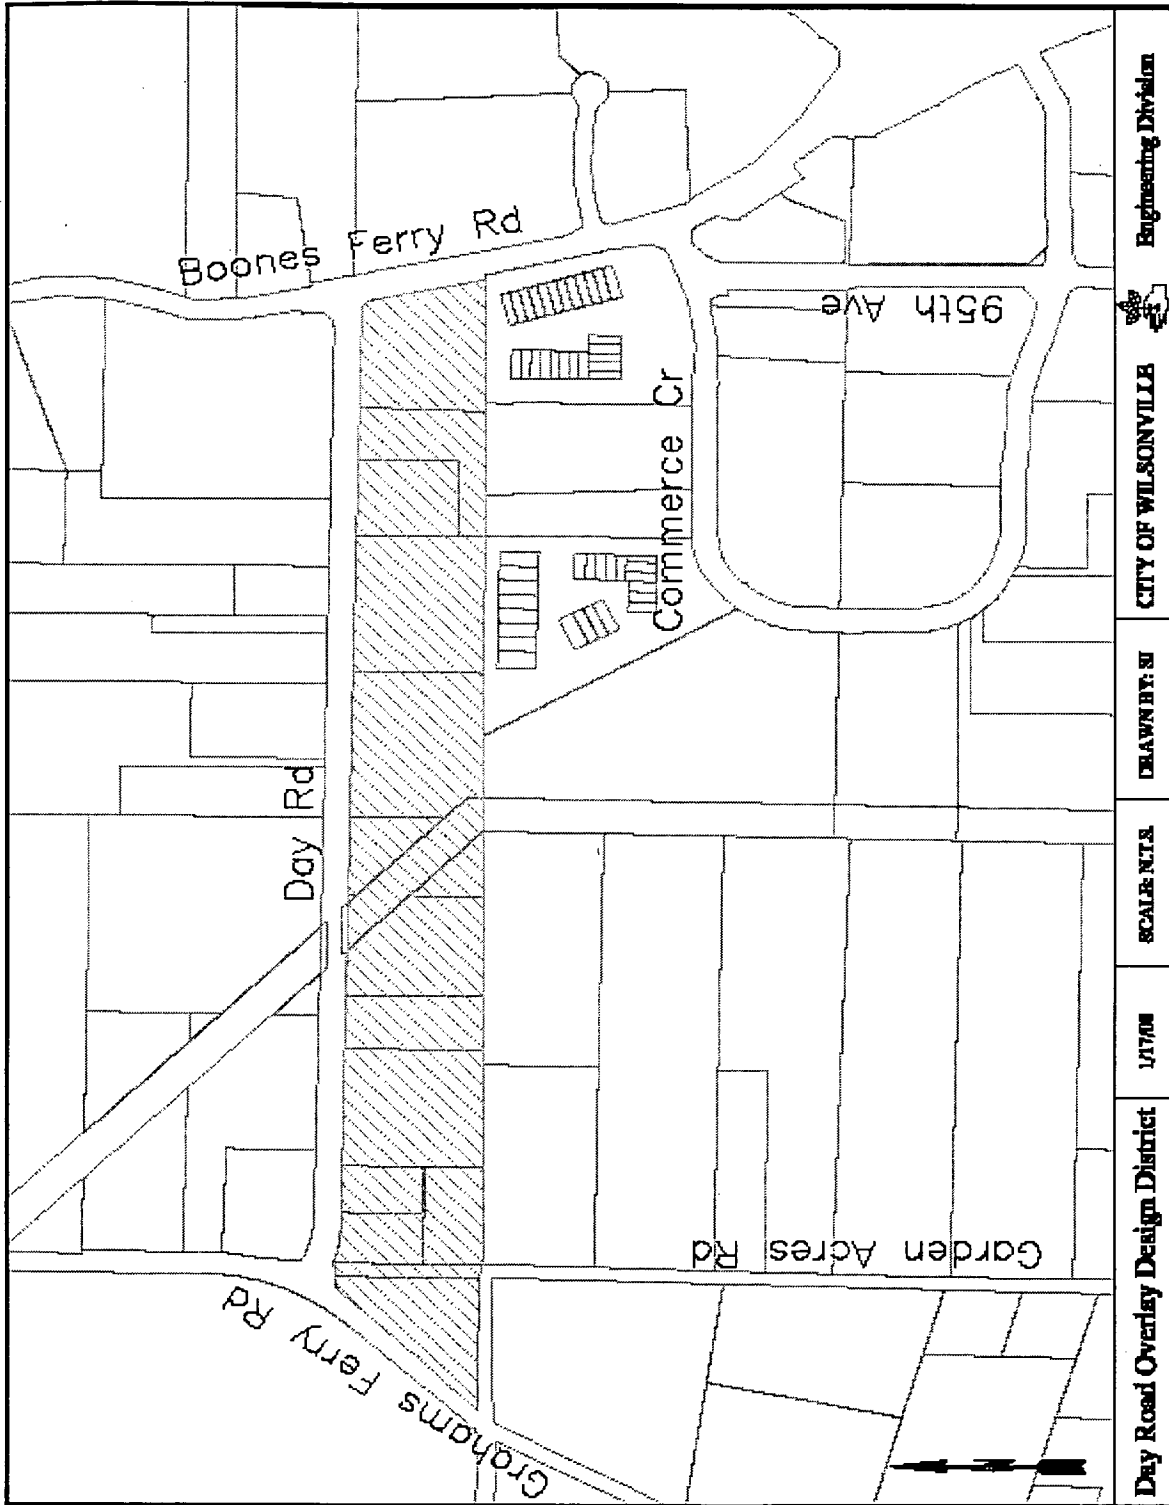 Boones Ferry Rd
Day Rd
Commerce Cr
95th Ave
Grahams Ferry Rd
Garden Acres Rd
Day Road Overlay Design District
1/17/08
SCALE: N.T.S.
DRAWN BY: SI
CITY OF WILSONVILLE
Engineering Division